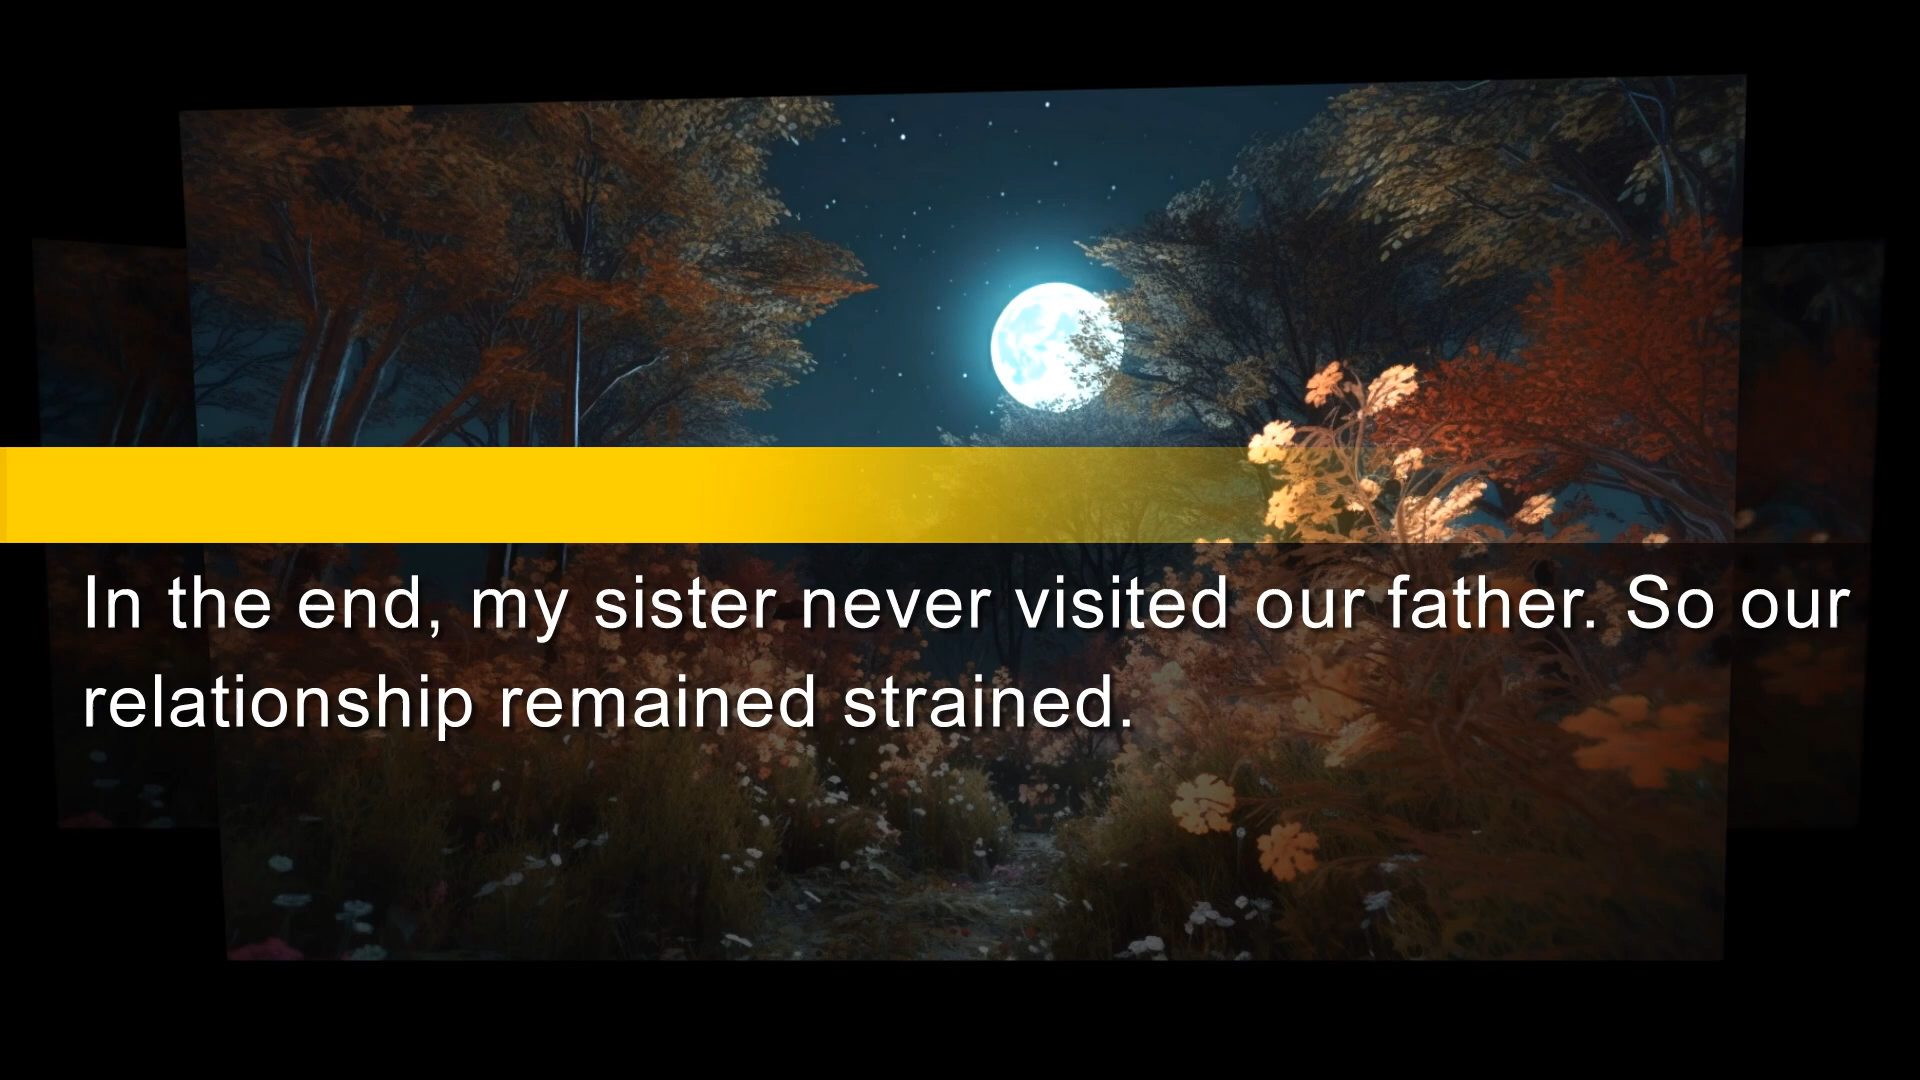 In the end, my sister never visited our father. So our
relationship remained strained.